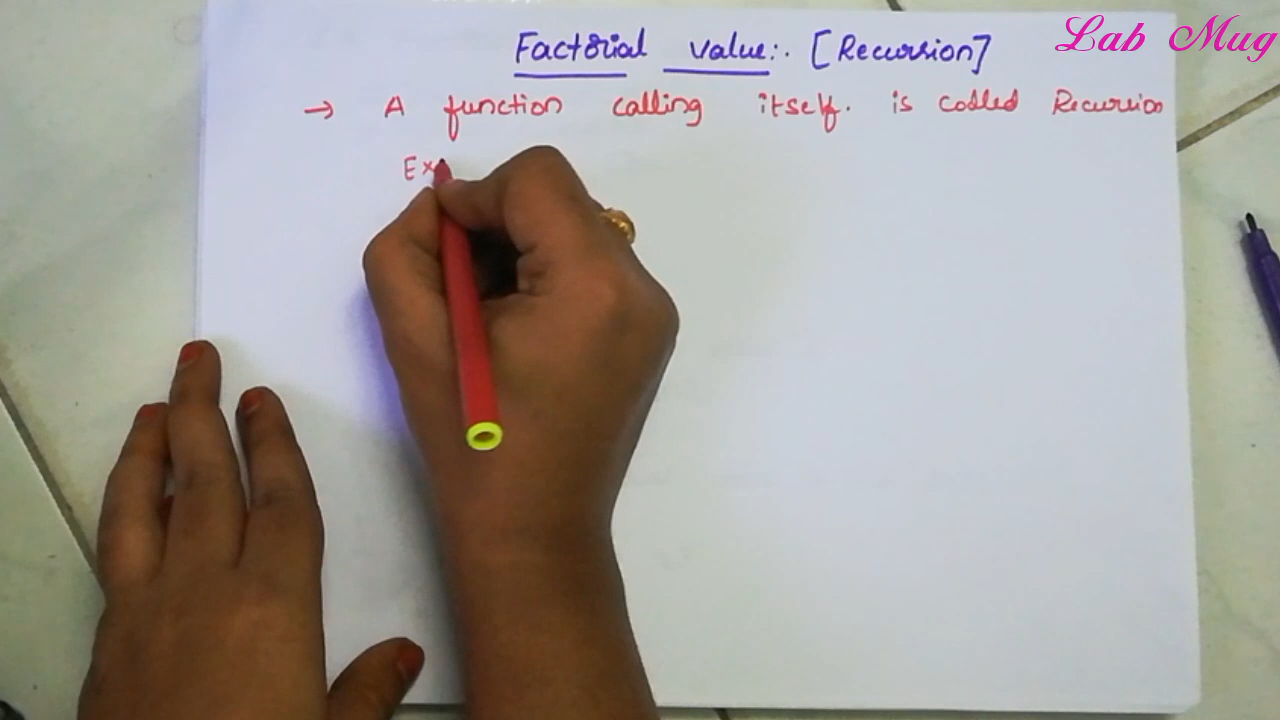 Lab Mug
Factorial value:. [Recursion]
→ A function calling itself. is called Recursion
Ex